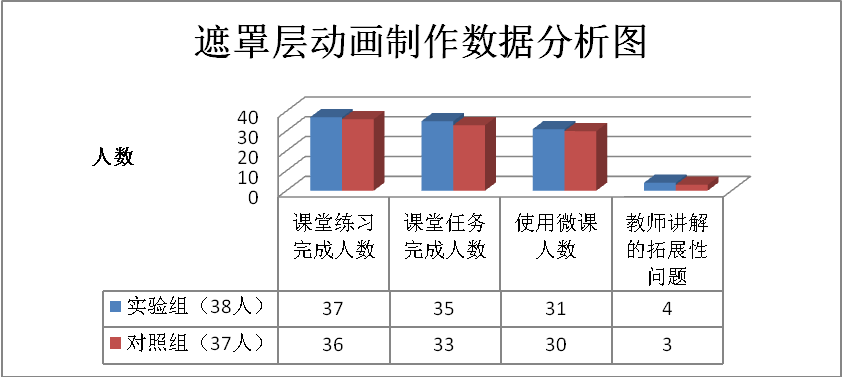 遮罩层动画制作数据分析图
人数
40
30
20
10
0
课堂练习
完成人数
课堂任务
完成人数
使用微课
人数
教师讲解
的拓展性
问题
实验组（38人） 37 35 31 4
对照组（37人） 36 33 30 3